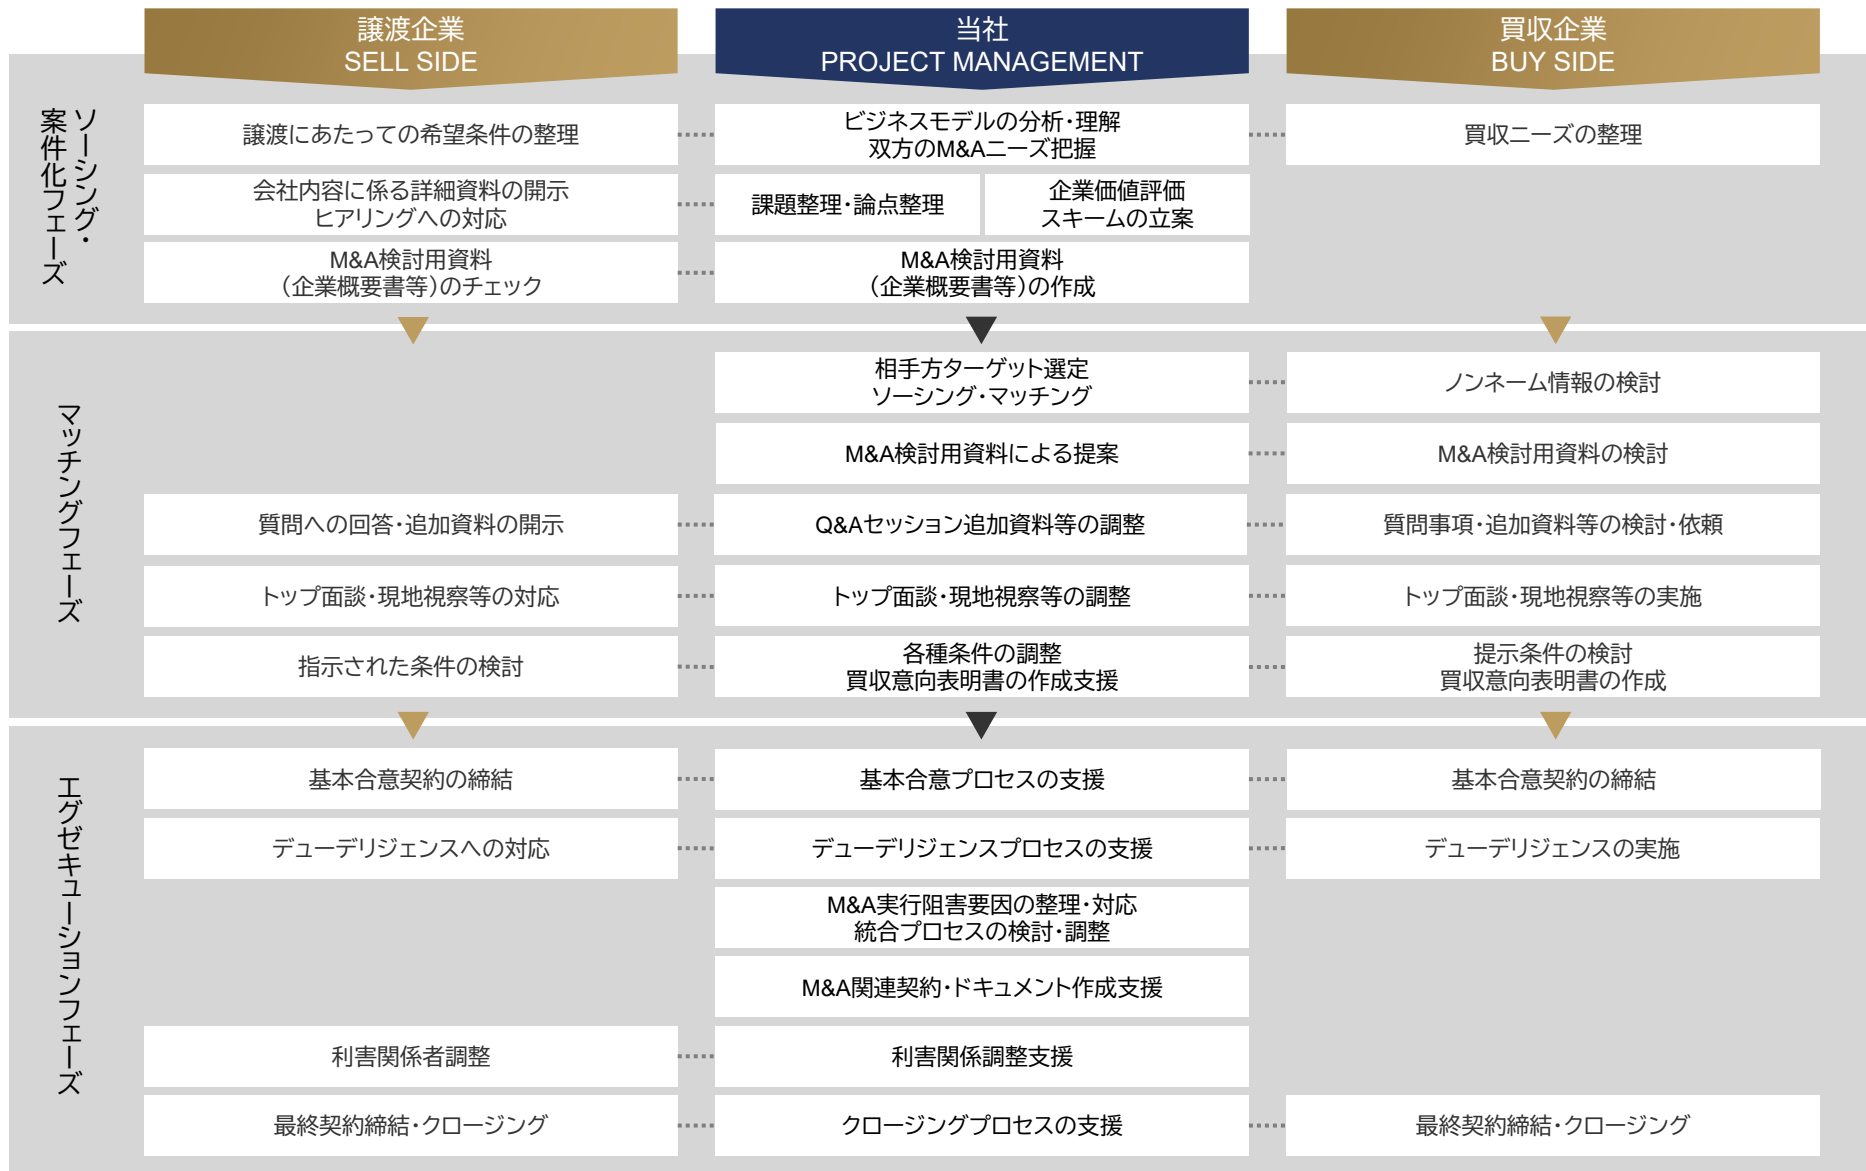 譲渡企業
SELL SIDE
当社
PROJECT MANAGEMENT
買収企業
BUY SIDE
ソーシング・
案件化フェーズ
譲渡にあたっての希望条件の整理
ビジネスモデルの分析・理解
双方のM&Aニーズ把握
買収ニーズの整理
会社内容に係る詳細資料の開示
ヒアリングへの対応
課題整理・論点整理
企業価値評価
スキームの立案
M&A検討用資料
（企業概要書等）のチェック
M&A検討用資料
（企業概要書等）の作成
マッチングフェーズ
相手方ターゲット選定
ソーシング・マッチング
ノンネーム情報の検討
M&A検討用資料による提案
M&A検討用資料の検討
質問への回答・追加資料の開示
Q&Aセッション追加資料等の調整
質問事項・追加資料等の検討・依頼
トップ面談・現地視察等の対応
トップ面談・現地視察等の調整
トップ面談・現地視察等の実施
指示された条件の検討
各種条件の調整
買収意向表明書の作成支援
提示条件の検討
買収意向表明書の作成
エグゼキューションフェーズ
基本合意契約の締結
基本合意プロセスの支援
基本合意契約の締結
デューデリジェンスへの対応
デューデリジェンスプロセスの支援
デューデリジェンスの実施
M&A実行阻害要因の整理・対応
統合プロセスの検討・調整
M&A関連契約・ドキュメント作成支援
利害関係者調整
利害関係調整支援
最終契約締結・クロージング
クロージングプロセスの支援
最終契約締結・クロージング